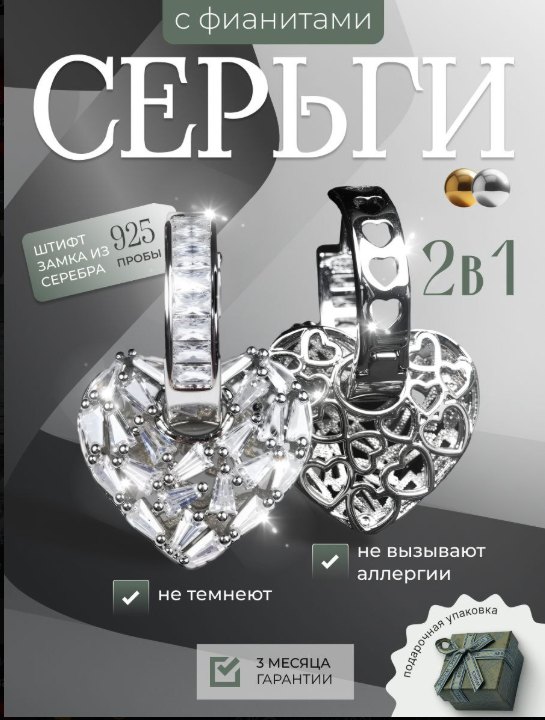 с фианитами
СЕРЬГИ
ШТИФТ
ЗАМКА ИЗ
СЕРЕБРА
925
ПРОБЫ
2в1
не вызывают
аллергии
не темнеют
подарочная упаковка
3 МЕСЯЦА
ГАРАНТИИ